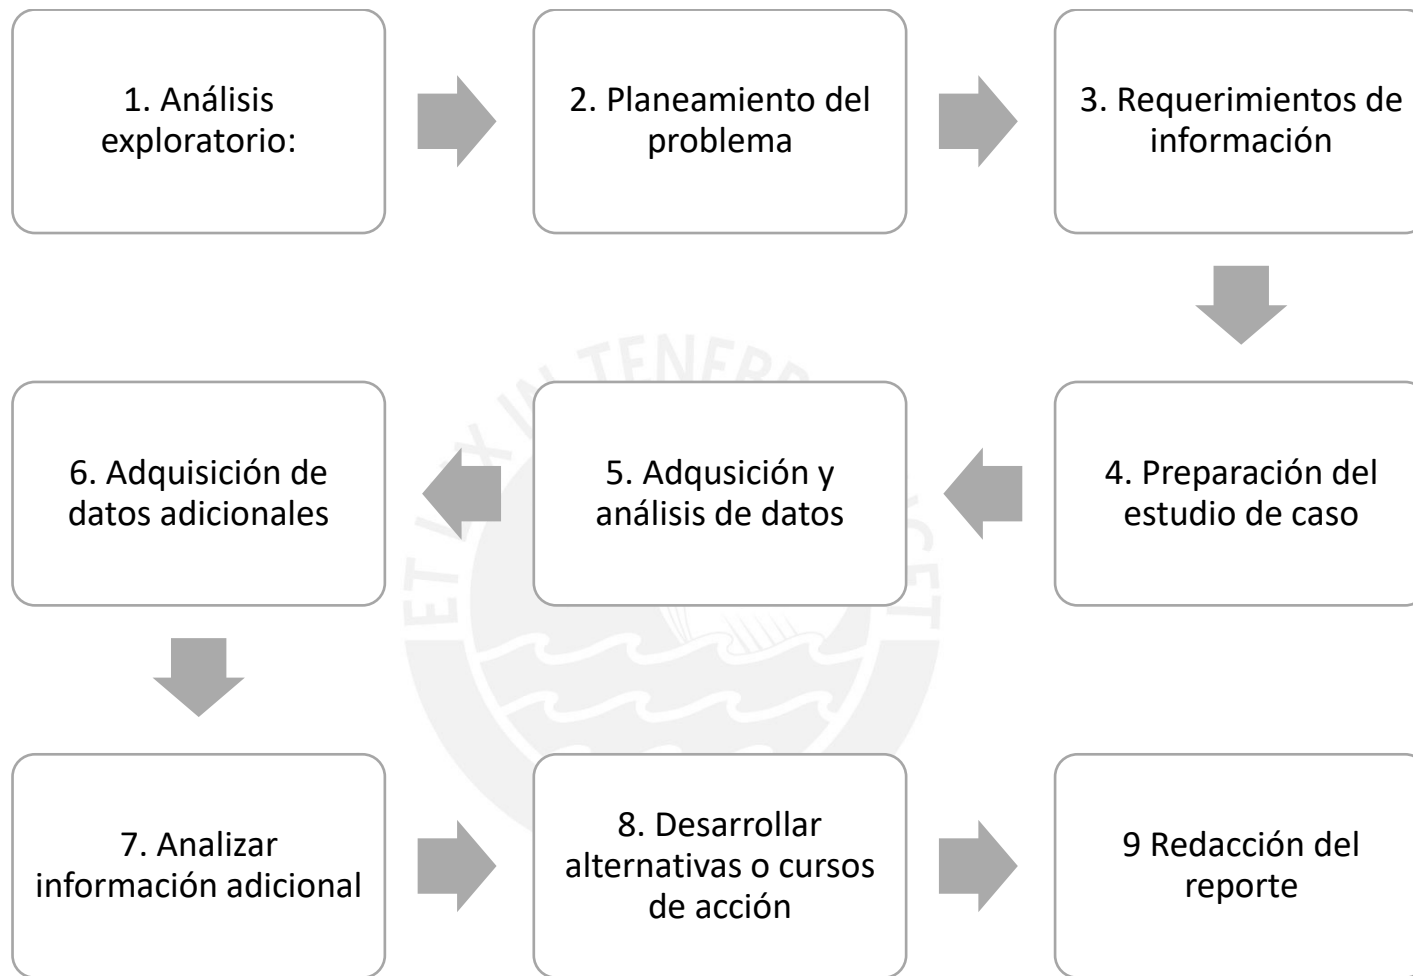 1. Análisis
exploratorio:
2. Planeamiento del
problema
3. Requerimientos de
información
4. Preparación del
estudio de caso
5. Adqusición y
análisis de datos
6. Adquisición de
datos adicionales
7. Analizar
información adicional
8. Desarrollar
alternativas o cursos
de acción
9 Redacción del
reporte